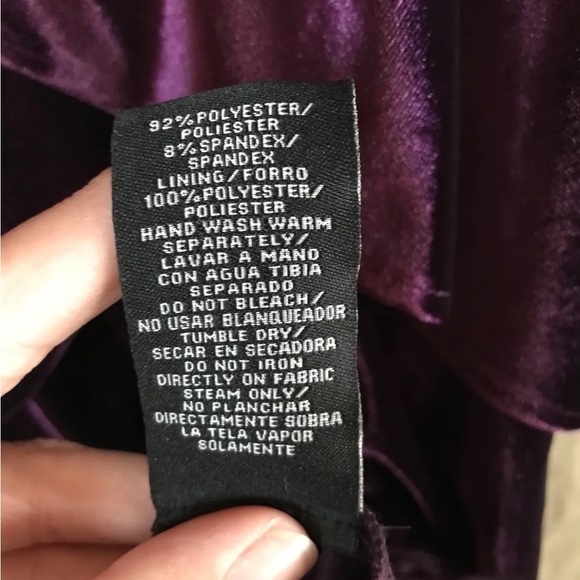 92% POLYESTER/
POLIESTER
8% SPANDEX/
SPANDEX
LINING/FORRO
100% POLYESTER/
POLIESTER
HAND WASH WARM
SEPARATELY/
LAVAR A MANO
CON AGUA TIBIA
SEPARADO
DO NOT BLEACH/
NO USAR BLANQUEADOR
TUMBLE DRY/
SECAR EN SECADORA
DO NOT IRON
DIRECTLY ON FABRIC
STEAM ONLY/
NO PLANCHAR
DIRECTAMENTE SOBRA
LA TELA VAPOR
SOLAMENTE